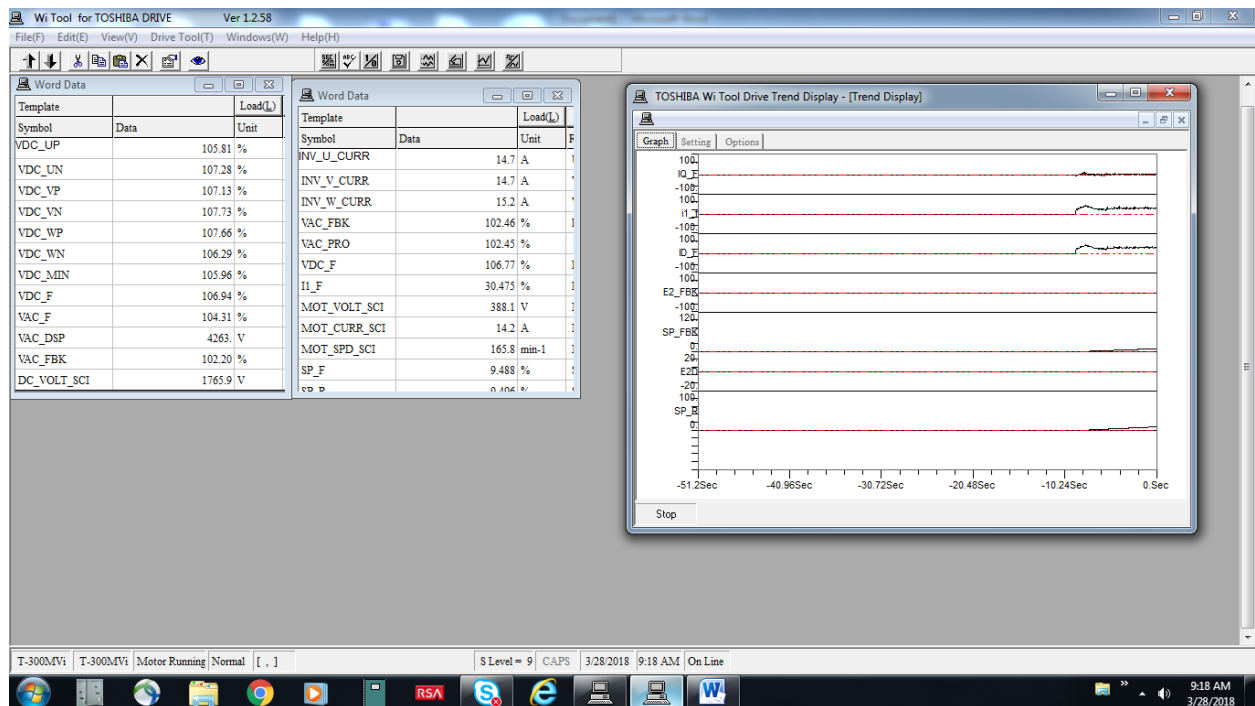 Wi Tool for TOSHIBA DRIVE Ver 1.2.58
File(F) Edit(E) View(V) Drive Tool(T) Windows(W) Help(H)
Word Data
Template Load(L)
Symbol Data Unit
VDC_UP 105.81 %
VDC_UN 107.28 %
VDC_VP 107.13 %
VDC_VN 107.73 %
VDC_WP 107.66 %
VDC_WN 106.29 %
VDC_MIN 105.96 %
VDC_F 106.94 %
VAC_F 104.31 %
VAC_DSP 4263. V
VAC_FBK 102.20 %
DC_VOLT_SCI 1765.9 V
Word Data
Template Load(L)
Symbol Data Unit
INV_U_CURR 14.7 A
INV_V_CURR 14.7 A
INV_W_CURR 15.2 A
VAC_FBK 102.46 %
VAC_PRO 102.45 %
VDC_F 106.77 %
I1_F 30.475 %
MOT_VOLT_SCI 388.1 V
MOT_CURR_SCI 14.2 A
MOT_SPD_SCI 165.8 min-1
SP_F 9.488 %
TOSHIBA Wi Tool Drive Trend Display - [Trend Display]
Graph Setting Options
100.
IQ_F
-100.
100.
i1_f
-100.
100.
ID_F
-100.
100.
E2_FBK
-100.
120.
SP_FBK
0.
20.
E2D
-20.
100.
SP_R
0.
-51.2Sec -40.96Sec -30.72Sec -20.48Sec -10.24Sec 0.Sec
Stop
T-300MVi T-300MVi Motor Running Normal [ , ] S Level = 9 CAPS 3/28/2018 9:18 AM On Line
RSA
9:18 AM
3/28/2018